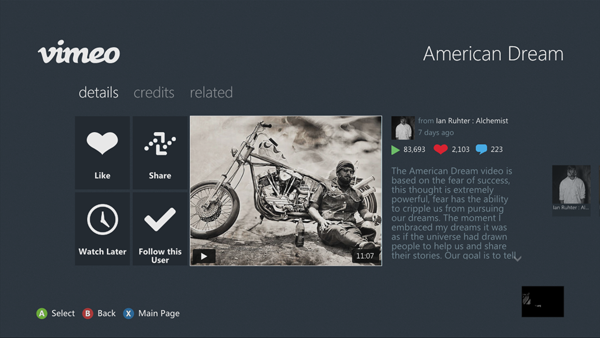 vimeo
American Dream
details credits related
Like
Share
Watch Later
Follow this
User
11:07
from Ian Ruhter : Alchemist
7 days ago
83,693 2,103 223
The American Dream video is
based on the fear of success,
this thought is extremely
powerful, fear has the ability
to cripple us from pursuing
our dreams. The moment I
embraced my dreams it was
as if the universe had drawn
people to help us and share
their stories. Our goal is to tell
Ian Ruhter : Al...
A Select B Back X Main Page